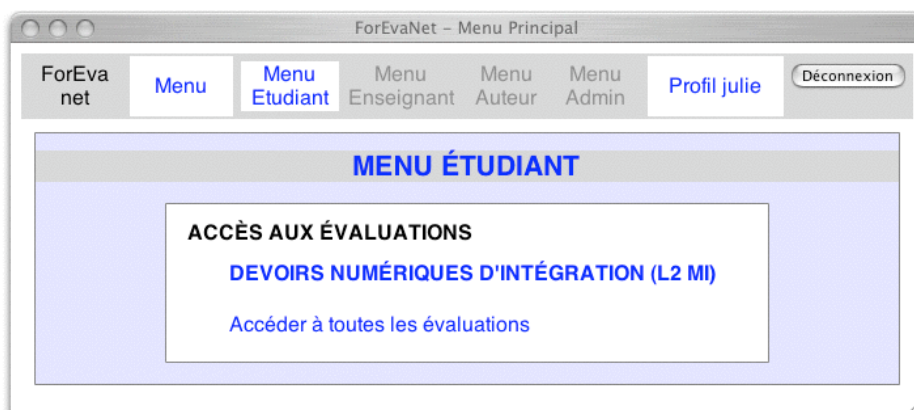 ForEvaNet – Menu Principal
ForEva
net
Menu
Menu
Etudiant
Menu
Enseignant
Menu
Auteur
Menu
Admin
Profil julie
Déconnexion
MENU ÉTUDIANT
ACCÈS AUX ÉVALUATIONS
DEVOIRS NUMÉRIQUES D'INTÉGRATION (L2 MI)
Accéder à toutes les évaluations